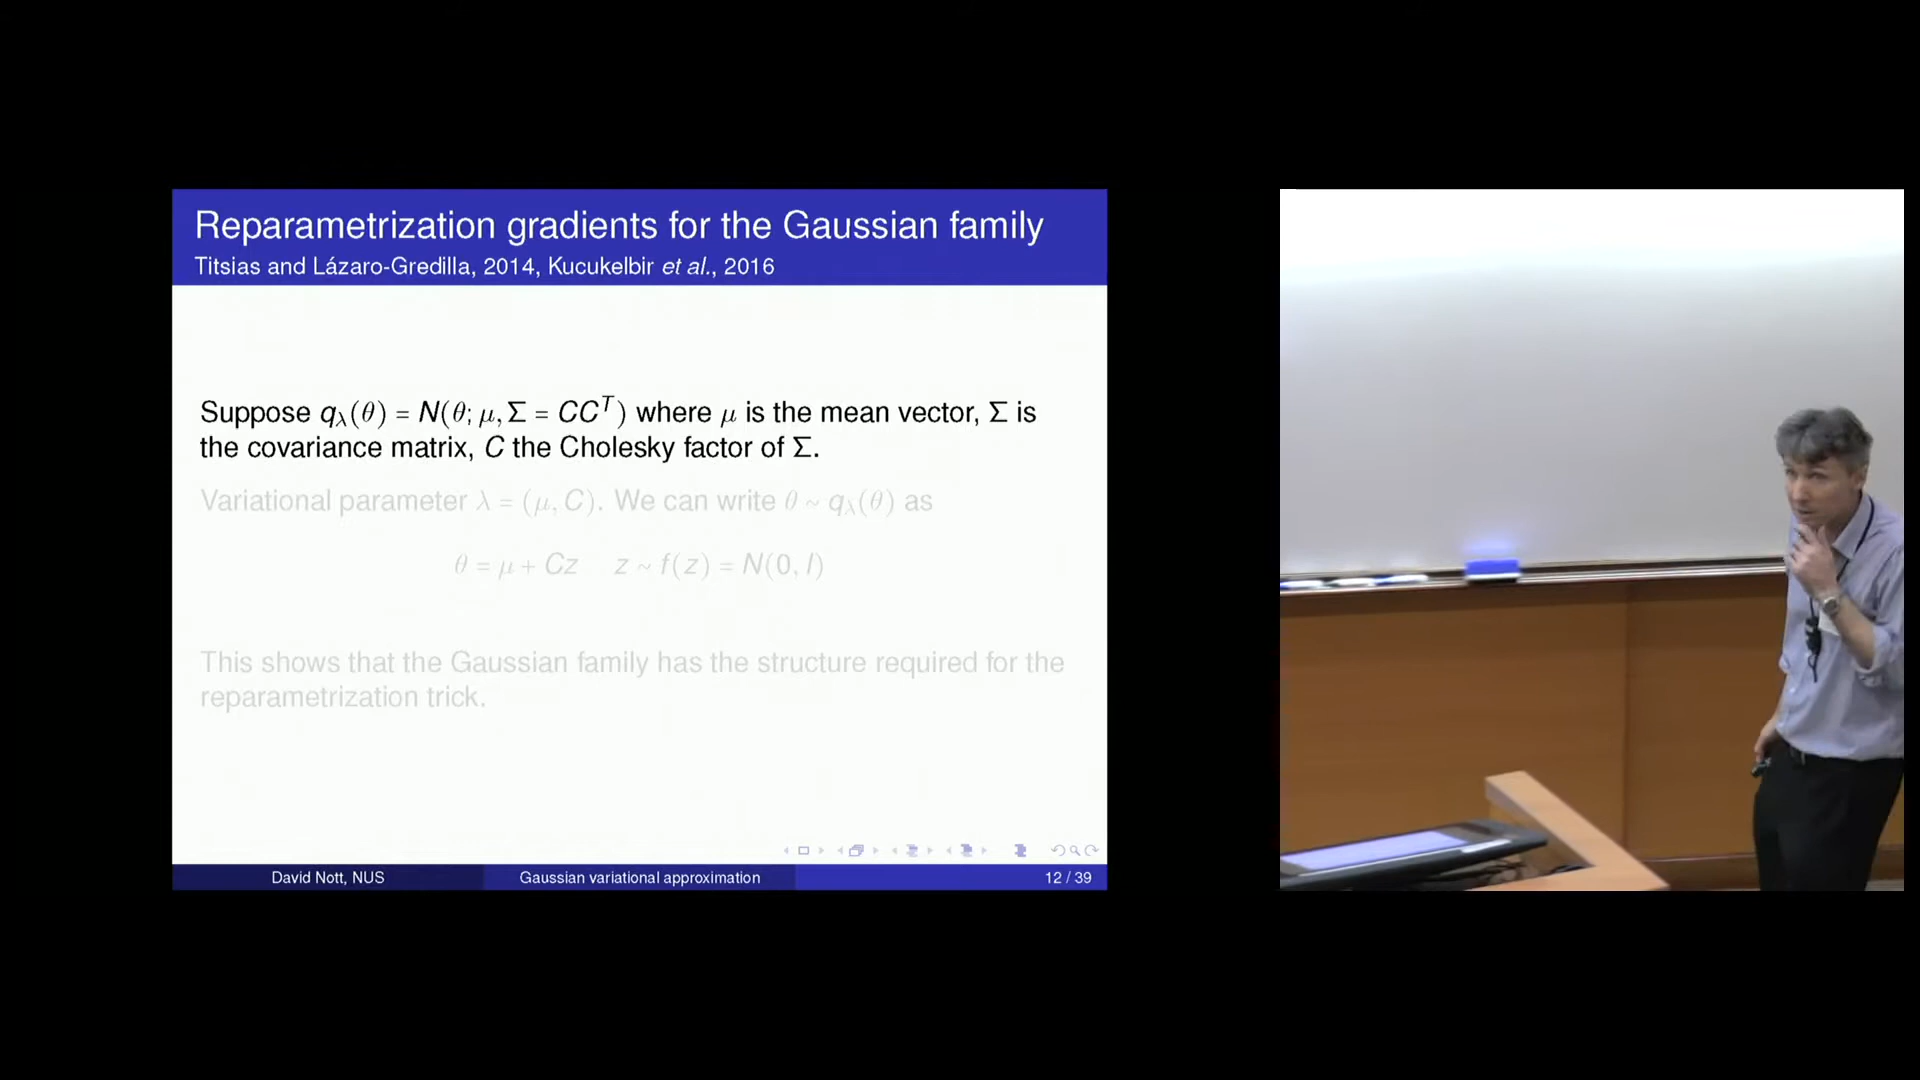 Reparametrization gradients for the Gaussian family
Titsias and Lázaro-Gredilla, 2014, Kucukelbir et al., 2016
Suppose qλ(θ) = N(θ; μ, Σ = CCᵀ) where μ is the mean vector, Σ is
the covariance matrix, C the Cholesky factor of Σ.
Variational parameter λ = (μ, C). We can write θ ~ qλ(θ) as
θ = μ + Cz z ~ f(z) = N(0, I)
This shows that the Gaussian family has the structure required for the
reparametrization trick.
David Nott, NUS
Gaussian variational approximation
12 / 39